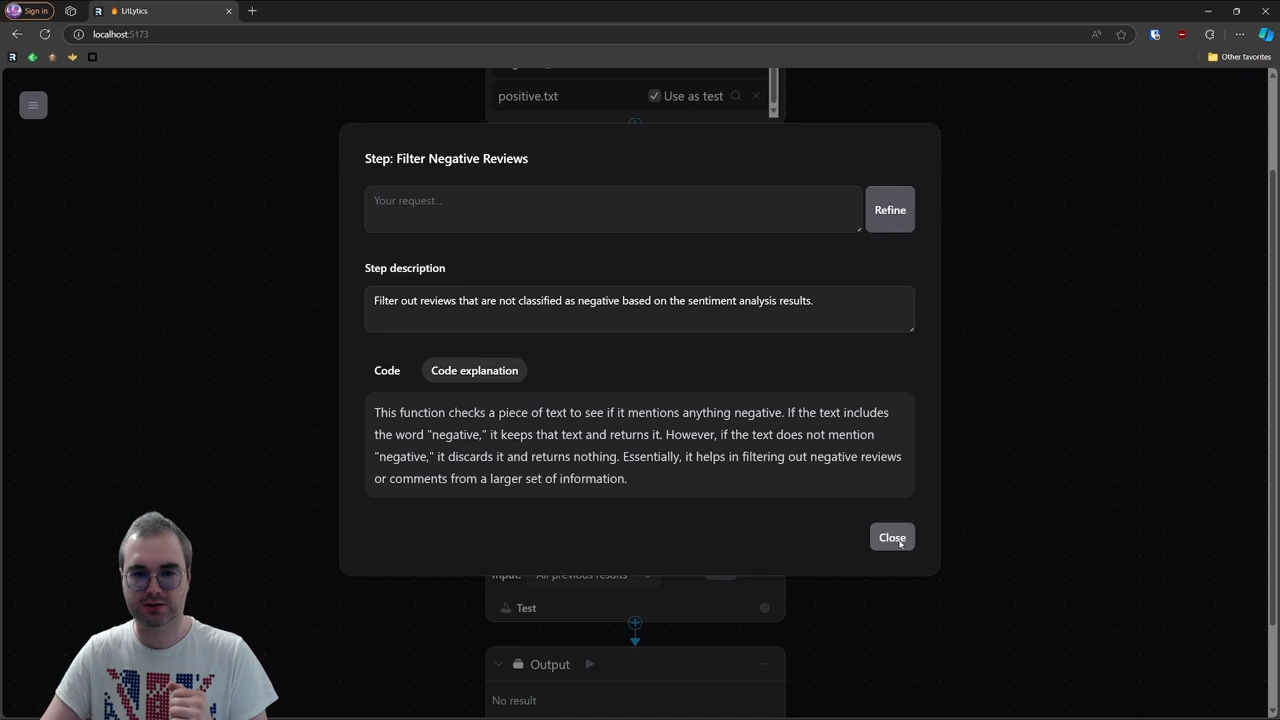 Sign in
LitLytics
localhost:5173
Other favorites
positive.txt
Use as test
Step: Filter Negative Reviews
Your request...
Refine
Step description
Filter out reviews that are not classified as negative based on the sentiment analysis results.
Code
Code explanation
This function checks a piece of text to see if it mentions anything negative. If the text includes
the word "negative," it keeps that text and returns it. However, if the text does not mention
"negative," it discards it and returns nothing. Essentially, it helps in filtering out negative reviews
or comments from a larger set of information.
Close
Input:
All previous results
Test
Output
No result